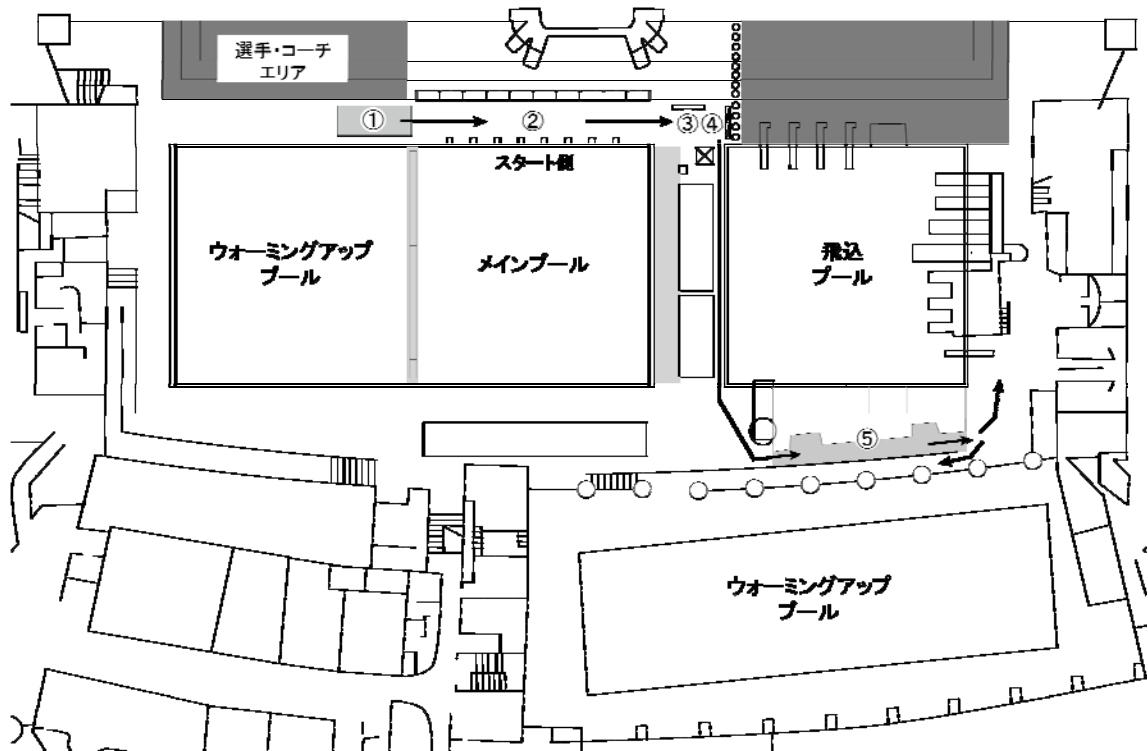 選手・コーチ
エリア
①
②
③④
スタート側
ウォーミングアップ
プール
メインプール
飛込
プール
⑤
ウォーミングアップ
プール